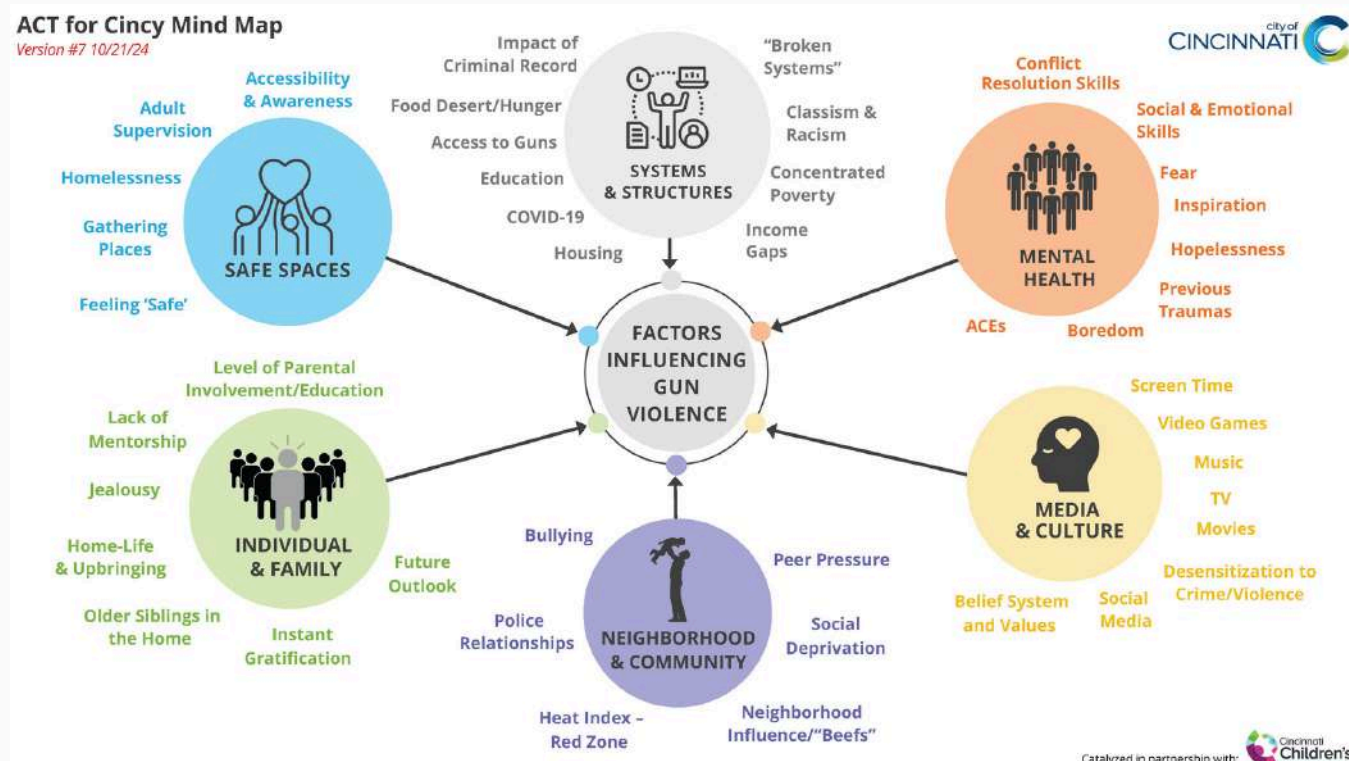 ACT for Cincy Mind Map
Version #7 10/21/24
city of
CINCINNATI
Accessibility
& Awareness
Adult
Supervision
Homelessness
Gathering
Places
Feeling ‘Safe’
SAFE SPACES
Impact of
Criminal Record
Food Desert/Hunger
Access to Guns
Education
COVID-19
Housing
SYSTEMS
& STRUCTURES
“Broken
Systems”
Classism &
Racism
Concentrated
Poverty
Income
Gaps
Conflict
Resolution Skills
Social & Emotional
Skills
Fear
Inspiration
Hopelessness
Previous
Traumas
Boredom
ACEs
MENTAL
HEALTH
FACTORS
INFLUENCING
GUN
VIOLENCE
Level of Parental
Involvement/Education
Lack of
Mentorship
Jealousy
Home-Life
& Upbringing
Older Siblings in
the Home
Instant
Gratification
Future
Outlook
INDIVIDUAL
& FAMILY
Bullying
Police
Relationships
Heat Index –
Red Zone
NEIGHBORHOOD
& COMMUNITY
Peer Pressure
Social
Deprivation
Neighborhood
Influence/“Beefs”
Screen Time
Video Games
Music
TV
Movies
Desensitization to
Crime/Violence
Social
Media
Belief System
and Values
MEDIA
& CULTURE
Catalyzed in partnership with:
Cincinnati
Children's